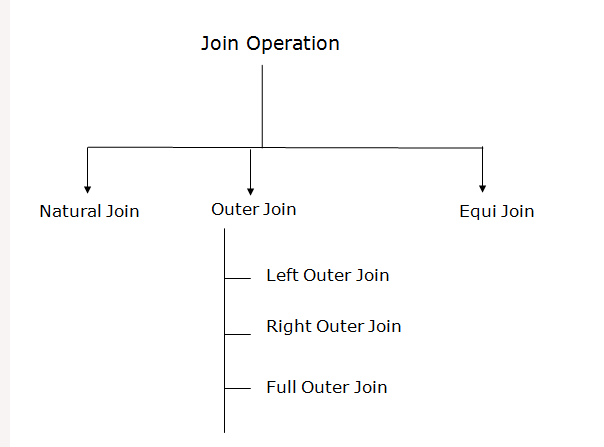 Join Operation
Natural Join
Outer Join
Equi Join
Left Outer Join
Right Outer Join
Full Outer Join